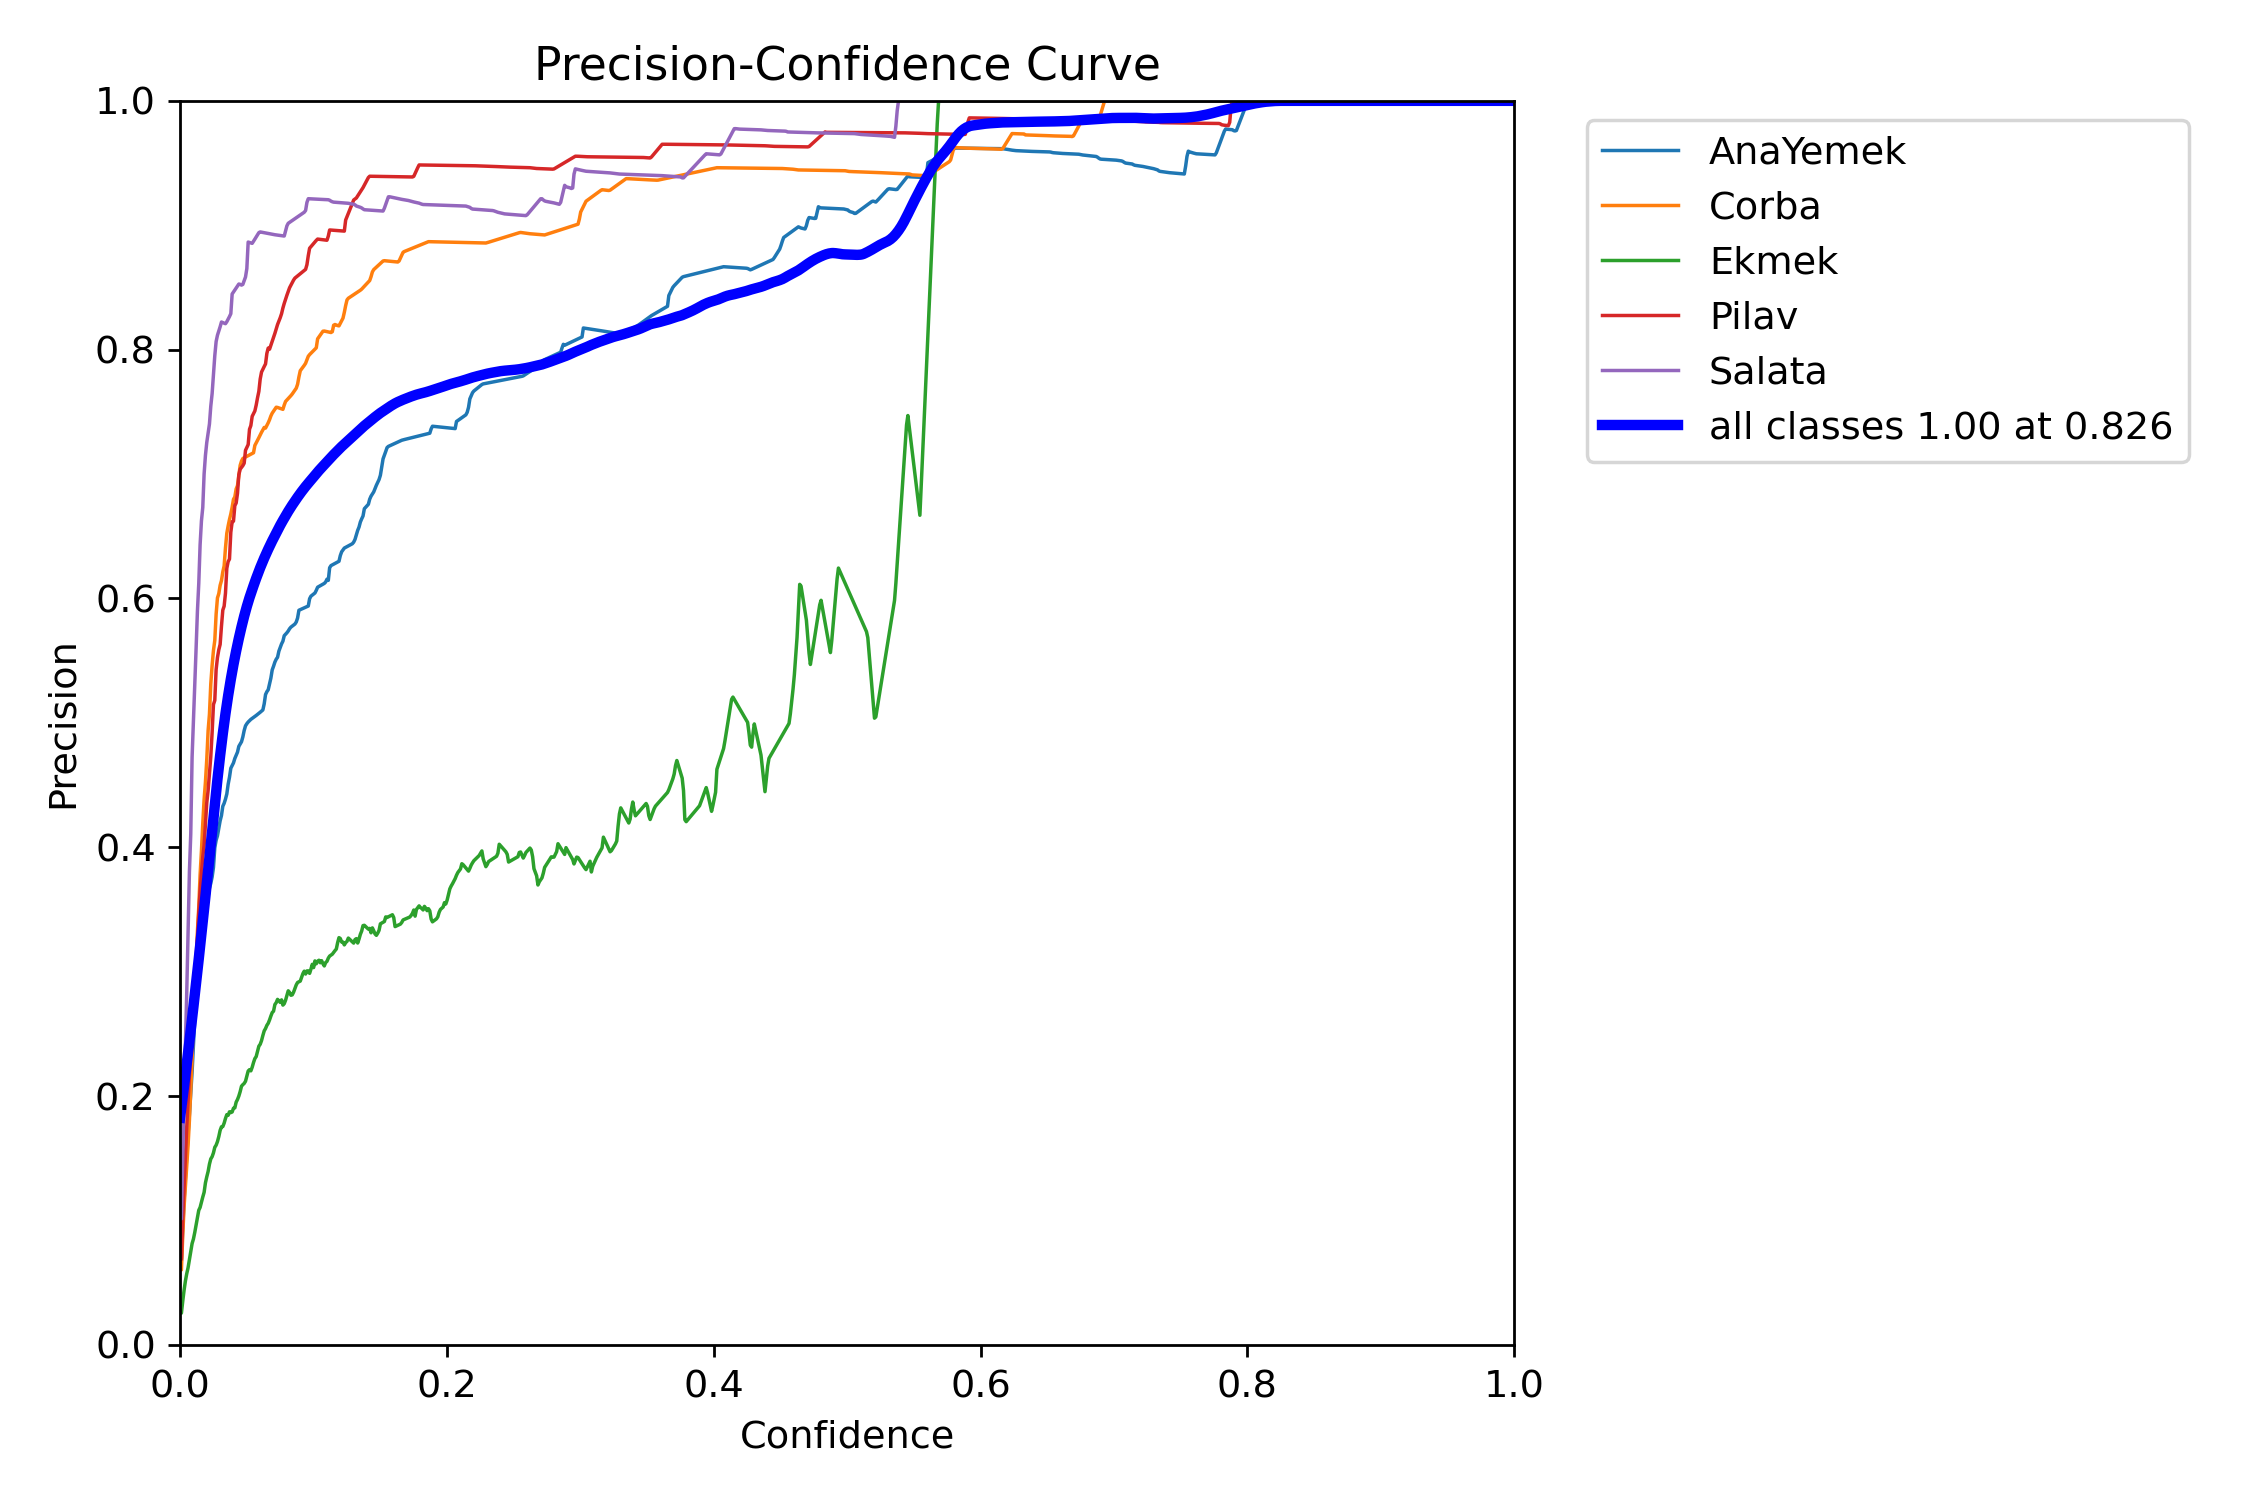 Precision-Confidence Curve
1.0
0.8
0.6
0.4
0.2
0.0
Precision
0.0 0.2 0.4 0.6 0.8 1.0
Confidence
AnaYemek
Corba
Ekmek
Pilav
Salata
all classes 1.00 at 0.826